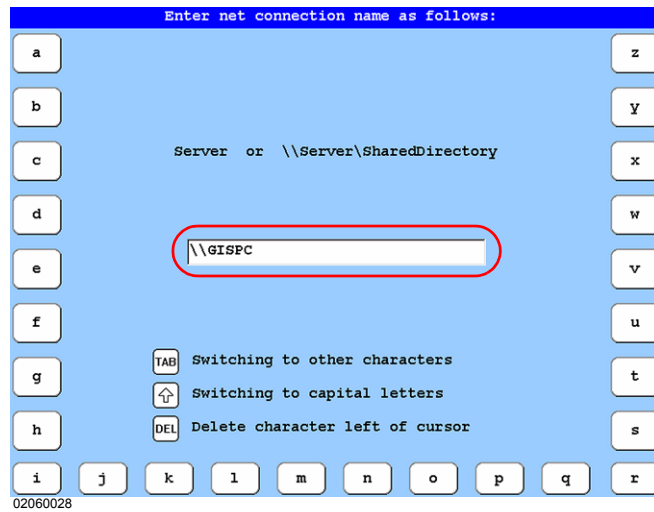 Enter net connection name as follows:
a
z
b
y
Server or \\Server\SharedDirectory
c
x
d
w
\\GISPC
e
v
f
u
TAB Switching to other characters
g
t
Switching to capital letters
DEL Delete character left of cursor
h
s
i j k l m n o p q r
02060028